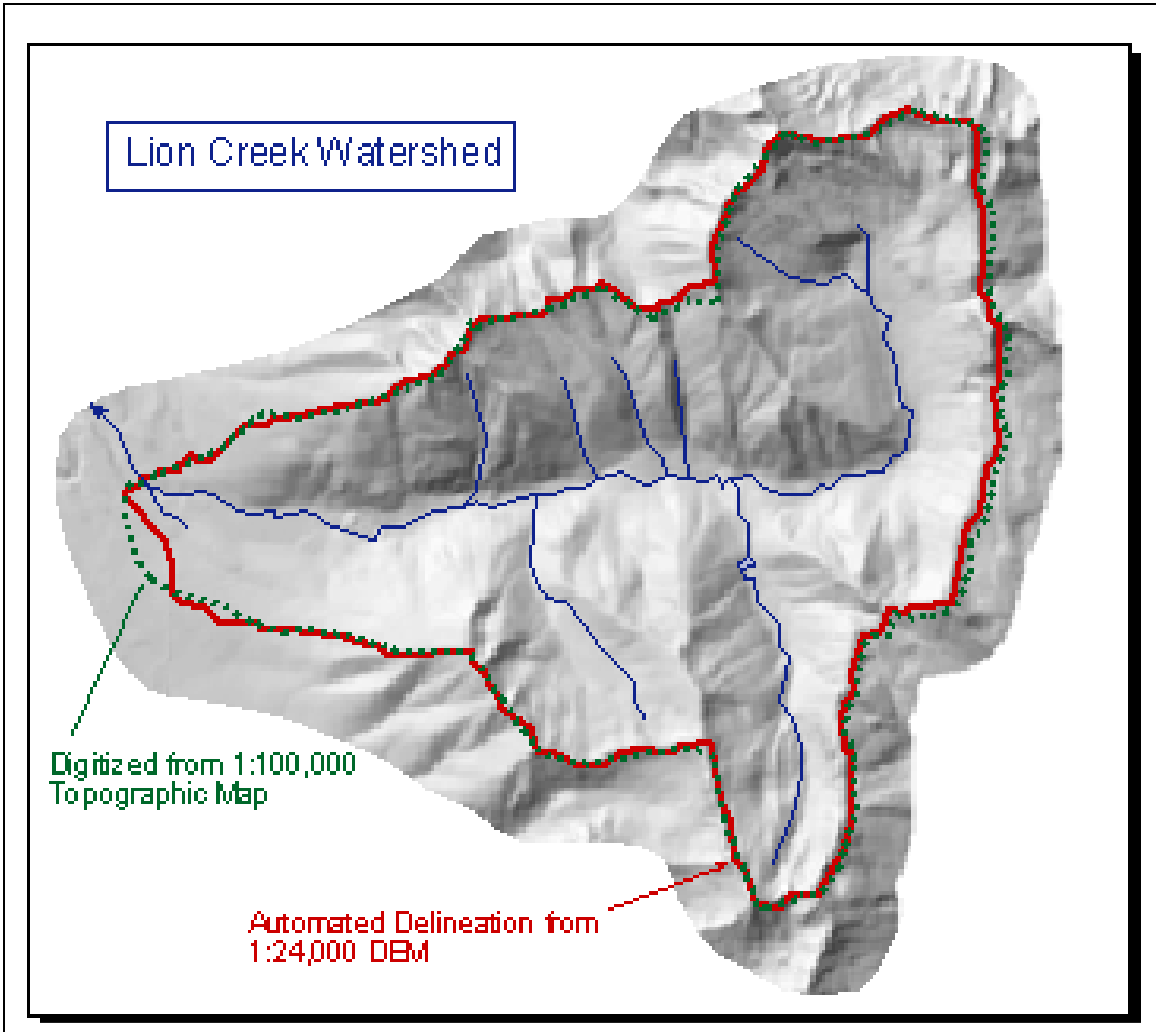 Lion Creek Watershed
Digitized from 1:100,000
Topographic Map
Automated Delineation from
1:24,000 DEM